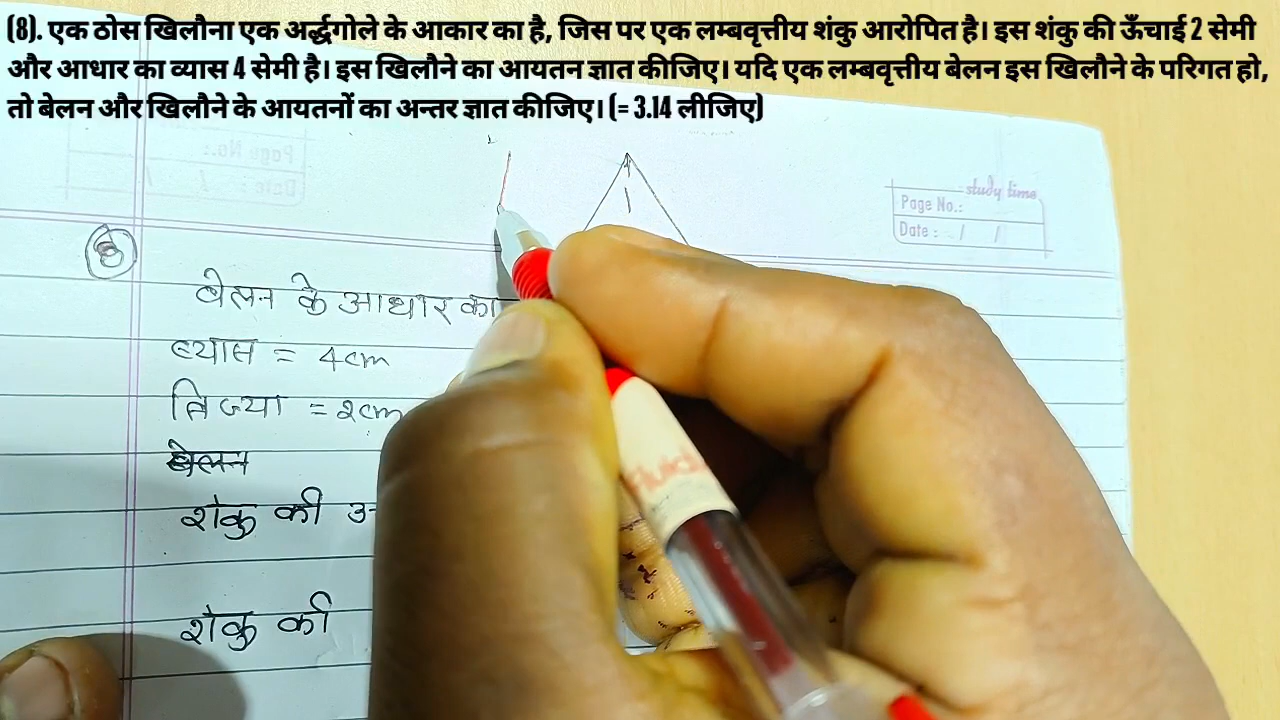 (8). एक ठोस खिलौना एक अर्द्धगोले के आकार का है, जिस पर एक लम्बवृत्तीय शंकु आरोपित है। इस शंकु की ऊँचाई 2 सेमी
और आधार का व्यास 4 सेमी है। इस खिलौने का आयतन ज्ञात कीजिए। यदि एक लम्बवृत्तीय बेलन इस खिलौने के परिगत हो,
तो बेलन और खिलौने के आयतनों का अन्तर ज्ञात कीजिए। (= 3.14 लीजिए)
study time
Page No.:
Date : / /
8
बेलन के आधार का
व्यास = 4cm
त्रिज्या = 2cm
बेलन
शंकु की
शंकु की